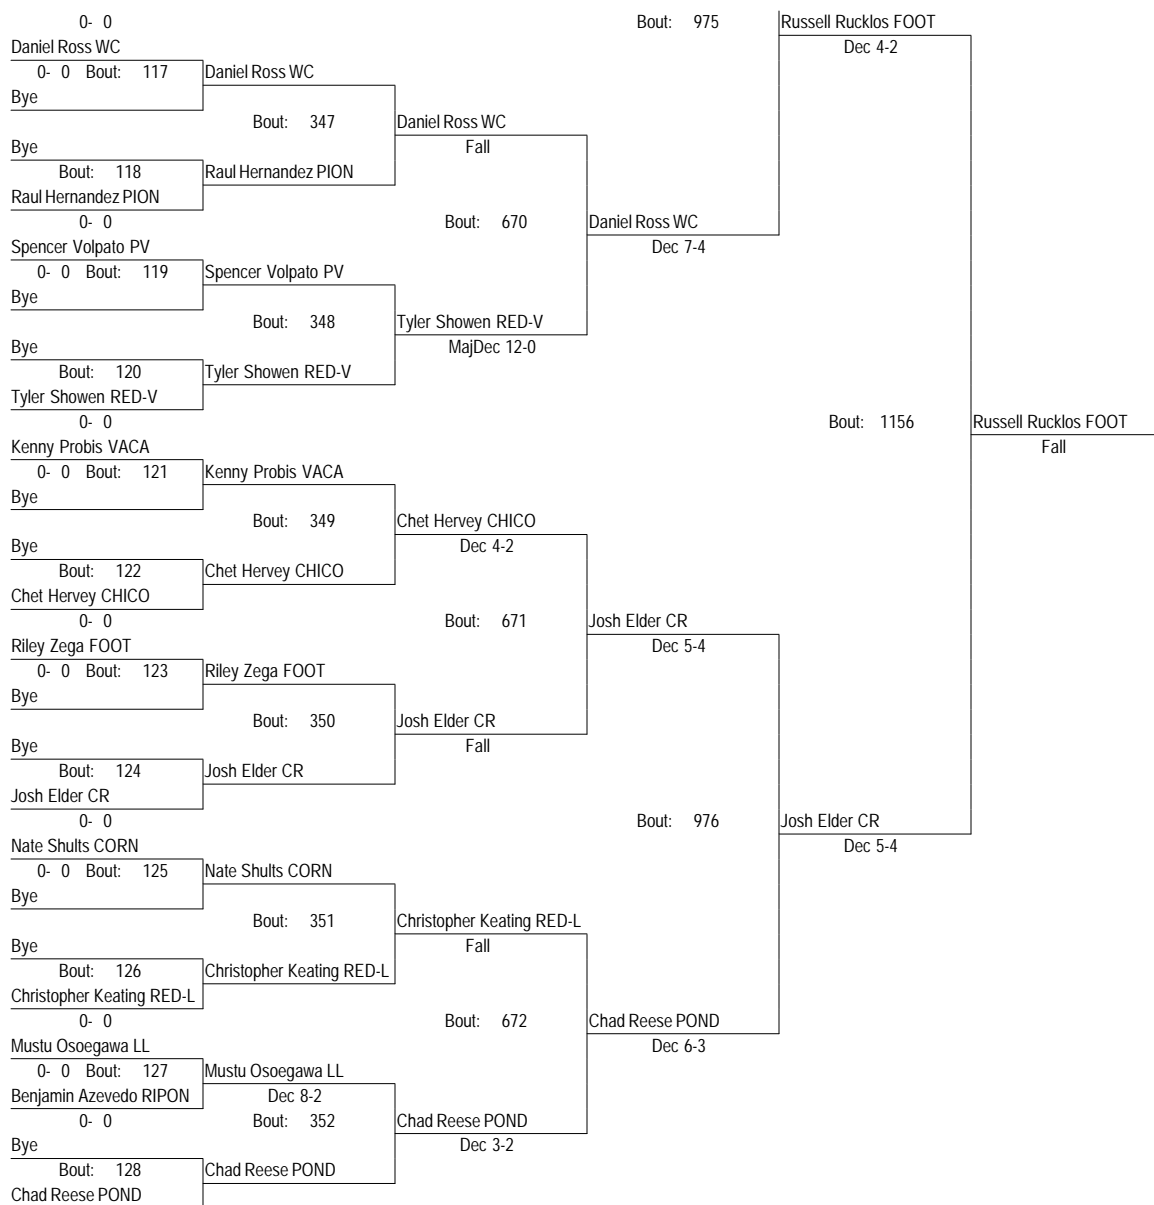 0- 0
Bout: 975
Russell Rucklos FOOT
Daniel Ross WC
Dec 4-2
0- 0 Bout: 117
Daniel Ross WC
Bye
Bout: 347
Daniel Ross WC
Bye
Fall
Bout: 118
Raul Hernandez PION
Raul Hernandez PION
0- 0
Bout: 670
Daniel Ross WC
Spencer Volpato PV
Dec 7-4
0- 0 Bout: 119
Spencer Volpato PV
Bye
Bout: 348
Tyler Showen RED-V
Bye
MajDec 12-0
Bout: 120
Tyler Showen RED-V
Tyler Showen RED-V
0- 0
Bout: 1156
Russell Rucklos FOOT
Kenny Probis VACA
Fall
0- 0 Bout: 121
Kenny Probis VACA
Bye
Bout: 349
Chet Hervey CHICO
Bye
Dec 4-2
Bout: 122
Chet Hervey CHICO
Chet Hervey CHICO
0- 0
Bout: 671
Josh Elder CR
Riley Zega FOOT
Dec 5-4
0- 0 Bout: 123
Riley Zega FOOT
Bye
Bout: 350
Josh Elder CR
Bye
Fall
Bout: 124
Josh Elder CR
Josh Elder CR
0- 0
Bout: 976
Josh Elder CR
Nate Shults CORN
Dec 5-4
0- 0 Bout: 125
Nate Shults CORN
Bye
Bout: 351
Christopher Keating RED-L
Bye
Fall
Bout: 126
Christopher Keating RED-L
Christopher Keating RED-L
0- 0
Bout: 672
Chad Reese POND
Mustu Osoegawa LL
Dec 6-3
0- 0 Bout: 127
Mustu Osoegawa LL
Benjamin Azevedo RIPON
Dec 8-2
0- 0
Bout: 352
Chad Reese POND
Bye
Dec 3-2
Bout: 128
Chad Reese POND
Chad Reese POND